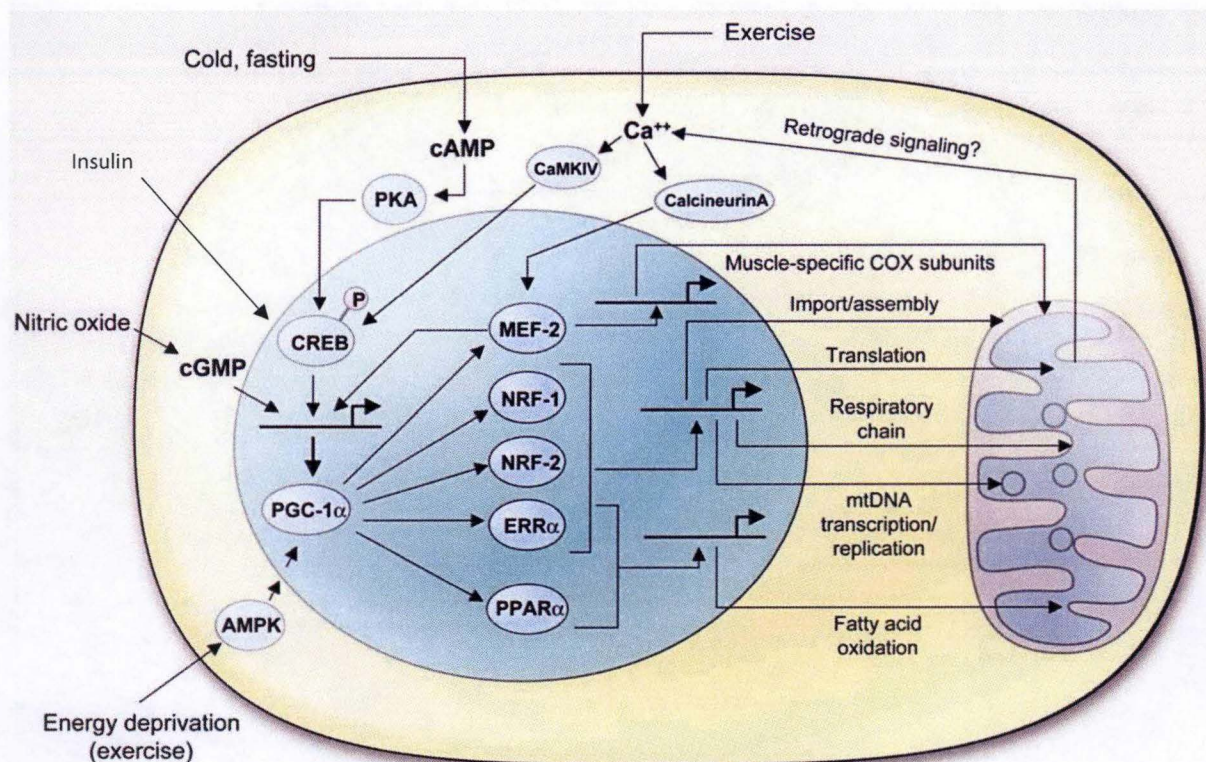 Exercise
Cold, fasting
Ca++
Retrograde signaling?
cAMP
Insulin
CaMKIV
PKA
CalcineurinA
Muscle-specific COX subunits
P
Import/assembly
Nitric oxide
CREB
MEF-2
cGMP
Translation
NRF-1
Respiratory
chain
NRF-2
PGC-1α
ERRα
mtDNA
transcription/
replication
PPARα
AMPK
Fatty acid
oxidation
Energy deprivation
(exercise)